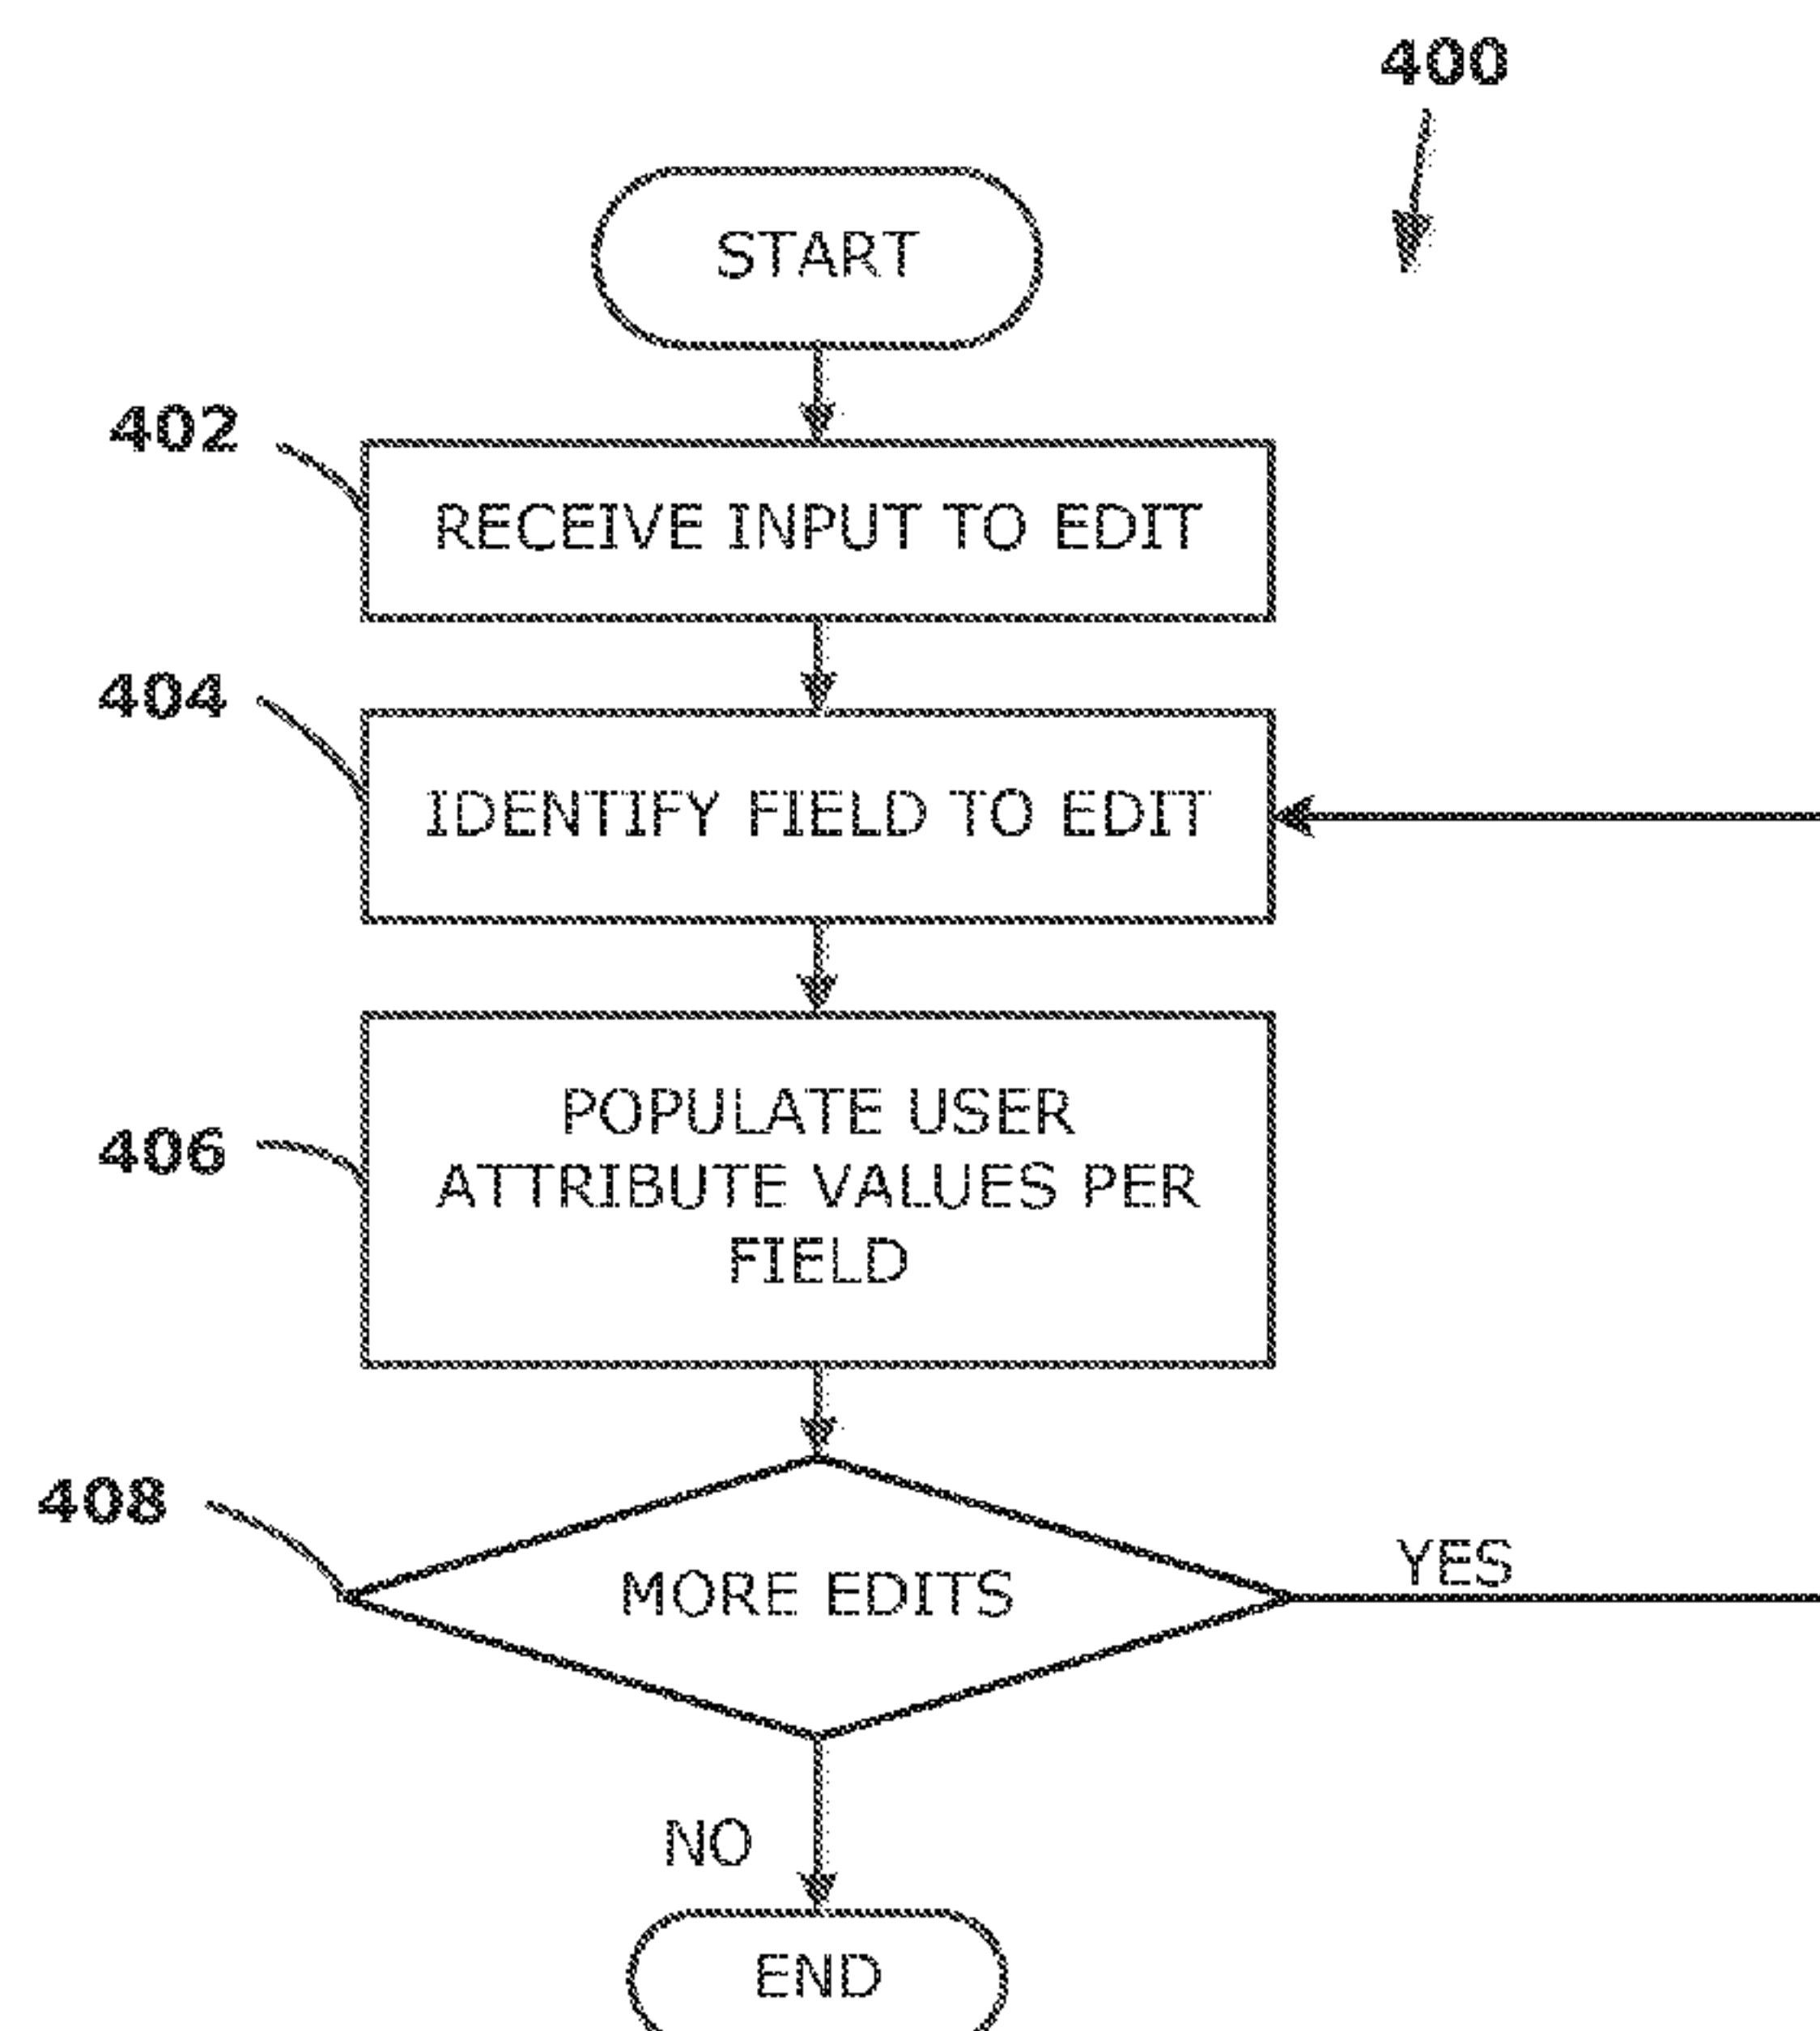 400
START
402
RECEIVE INPUT TO EDIT
404
IDENTIFY FIELD TO EDIT
406
POPULATE USER
ATTRIBUTE VALUES PER
FIELD
408
MORE EDITS
YES
NO
END